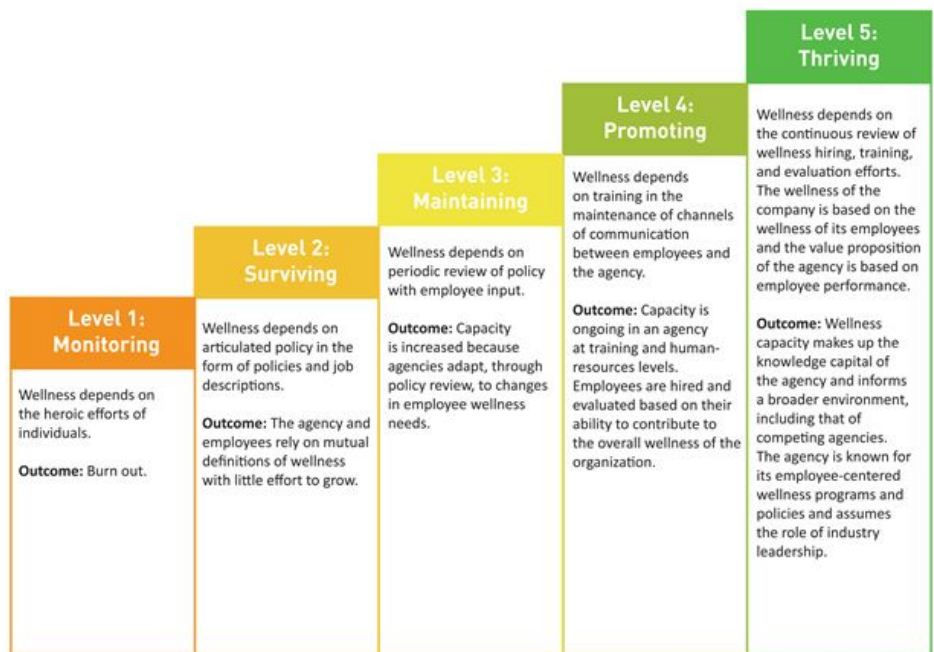 Level 1:
Monitoring
Wellness depends on
the heroic efforts of
individuals.
Outcome: Burn out.
Level 2:
Surviving
Wellness depends on
articulated policy in the
form of policies and job
descriptions.
Outcome: The agency and
employees rely on mutual
definitions of wellness
with little effort to grow.
Level 3:
Maintaining
Wellness depends on
periodic review of policy
with employee input.
Outcome: Capacity
is increased because
agencies adapt, through
policy review, to changes
in employee wellness
needs.
Level 4:
Promoting
Wellness depends
on training in the
maintenance of channels
of communication
between employees and
the agency.
Outcome: Capacity is
ongoing in an agency
at training and human-
resources levels.
Employees are hired and
evaluated based on their
ability to contribute to
the overall wellness of the
organization.
Level 5:
Thriving
Wellness depends on
the continuous review of
wellness hiring, training,
and evaluation efforts.
The wellness of the
company is based on the
wellness of its employees
and the value proposition
of the agency is based on
employee performance.
Outcome: Wellness
capacity makes up the
knowledge capital of
the agency and informs
a broader environment,
including that of
competing agencies.
The agency is known for
its employee-centered
wellness programs and
policies and assumes
the role of industry
leadership.